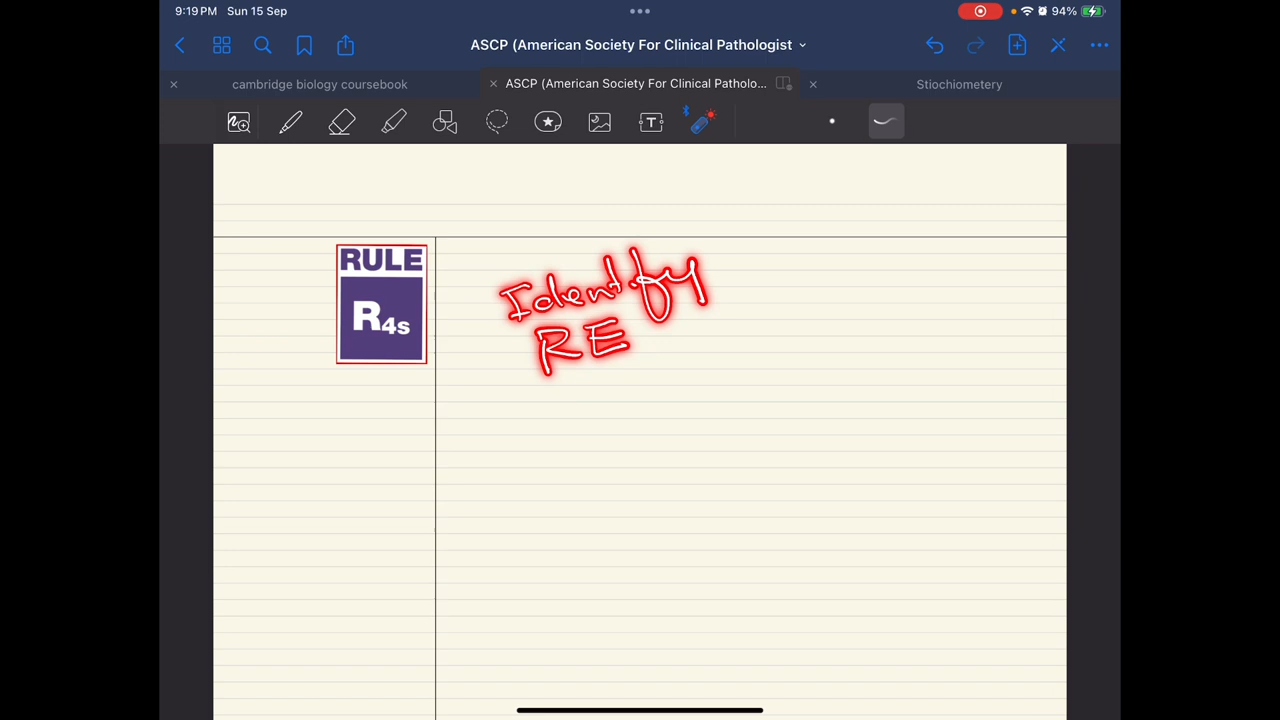 9:19 PM Sun 15 Sep
94%
ASCP (American Society For Clinical Pathologist
cambridge biology coursebook
ASCP (American Society For Clinical Patholo...
Stiochiometery
T
RULE
R4s
Identify
RE